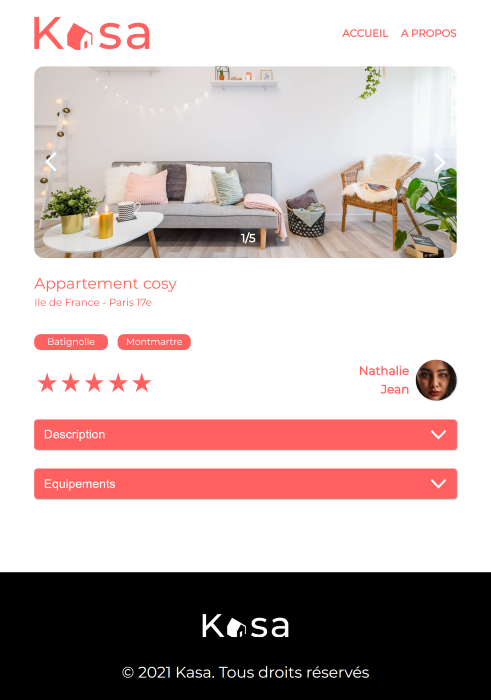 Kasa
ACCUEIL A PROPOS
1/5
Appartement cosy
Ile de France - Paris 17e
Batignolle Montmartre
Nathalie
Jean
Description
Equipements
Kasa
© 2021 Kasa. Tous droits réservés